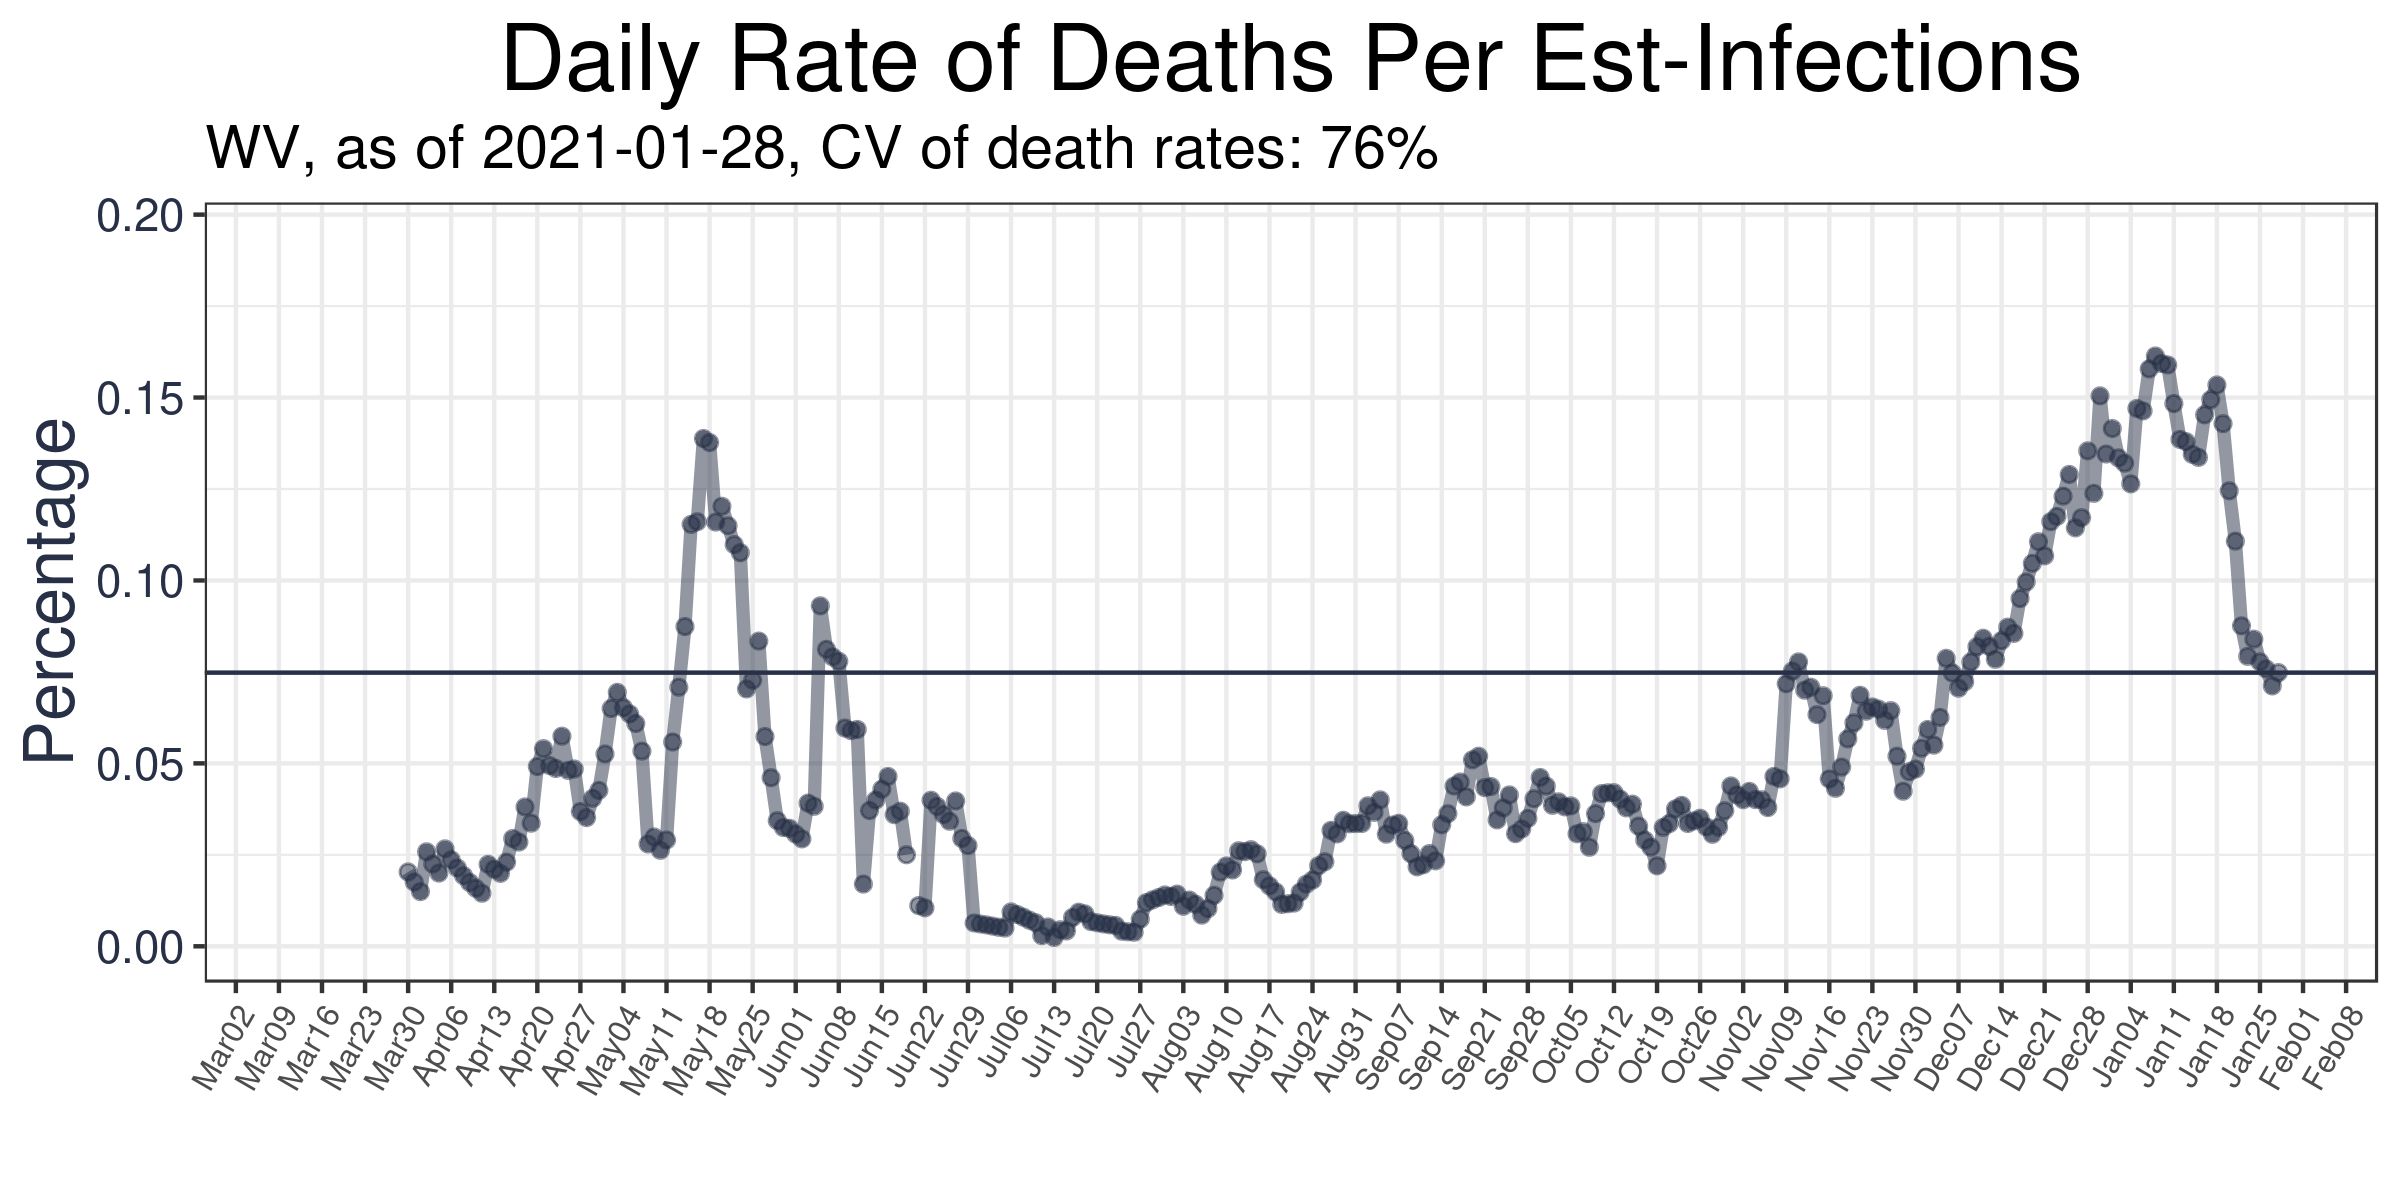 Daily Rate of Deaths Per Est-Infections
WV, as of 2021-01-28, CV of death rates: 76%
Percentage
0.20
0.15
0.10
0.05
0.00
Mar02 Mar09 Mar16 Mar23 Mar30 Apr06 Apr13 Apr20 Apr27 May04 May11 May18 May25 Jun01 Jun08 Jun15 Jun22 Jun29 Jul06 Jul13 Jul20 Jul27 Aug03 Aug10 Aug17 Aug24 Aug31 Sep07 Sep14 Sep21 Sep28 Oct05 Oct12 Oct19 Oct26 Nov02 Nov09 Nov16 Nov23 Nov30 Dec07 Dec14 Dec21 Dec28 Jan04 Jan11 Jan18 Jan25 Feb01 Feb08